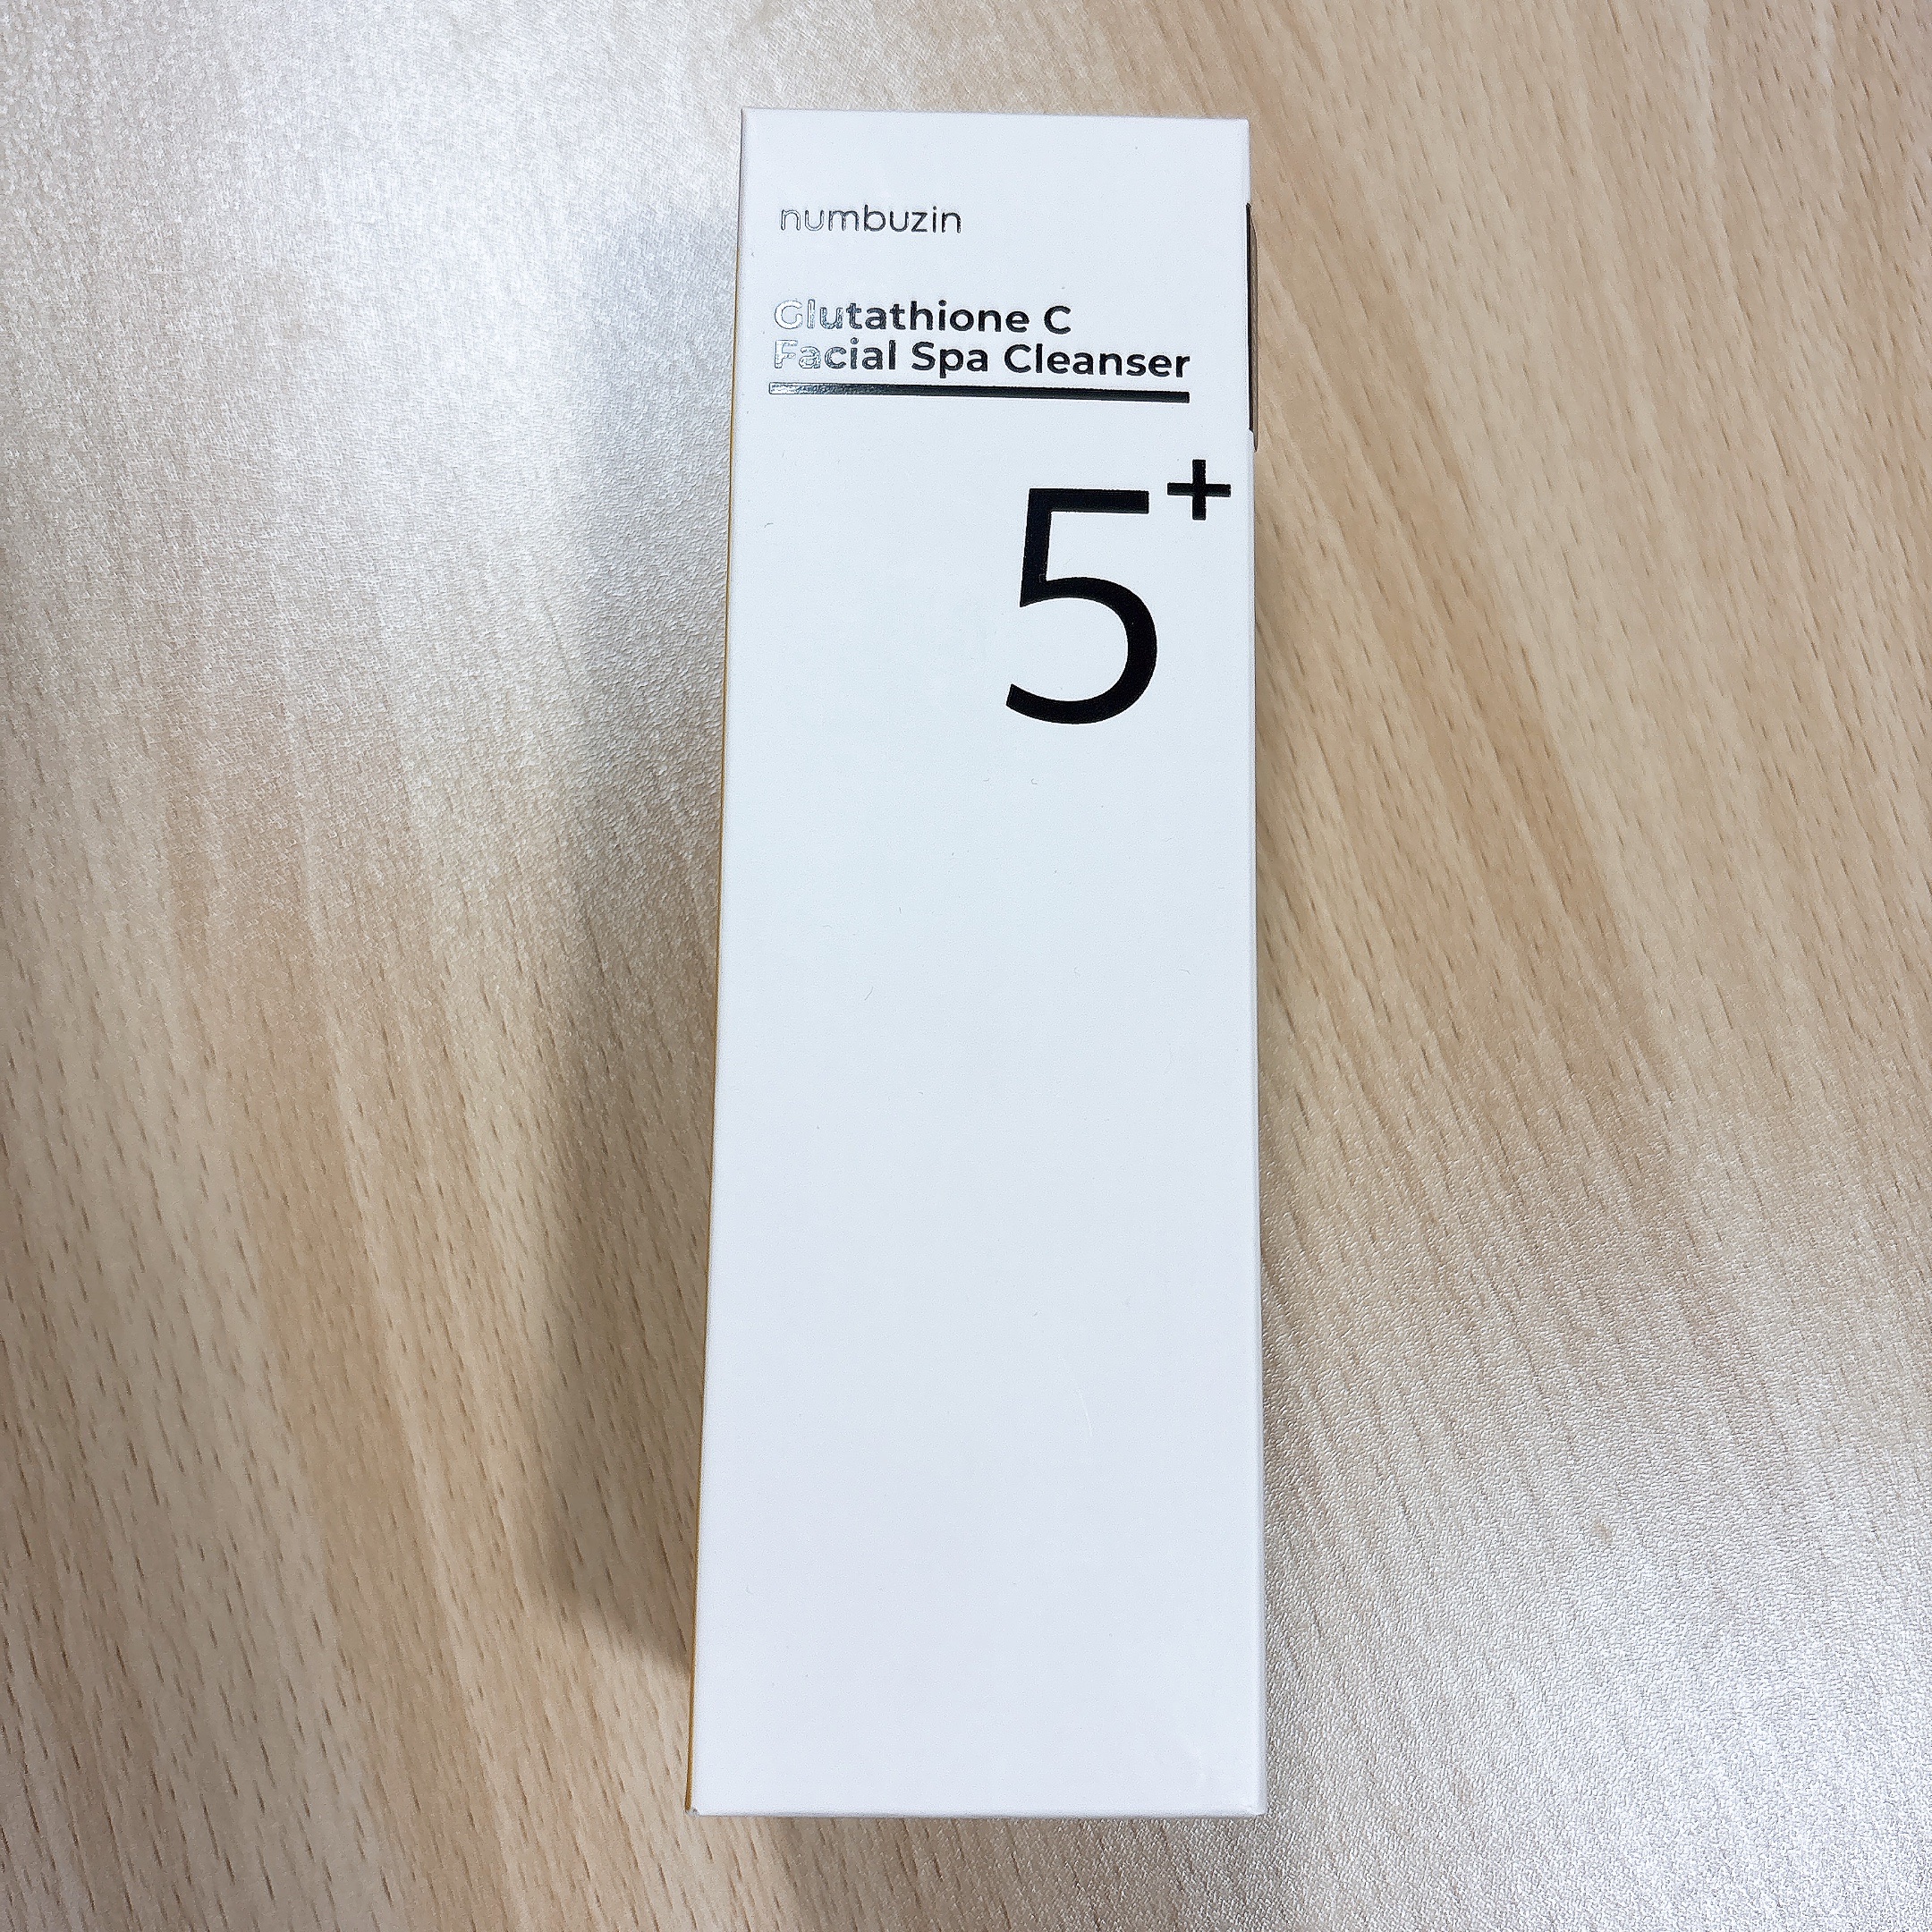 numbuzin
Glutathione C
Facial Spa Cleanser
5+